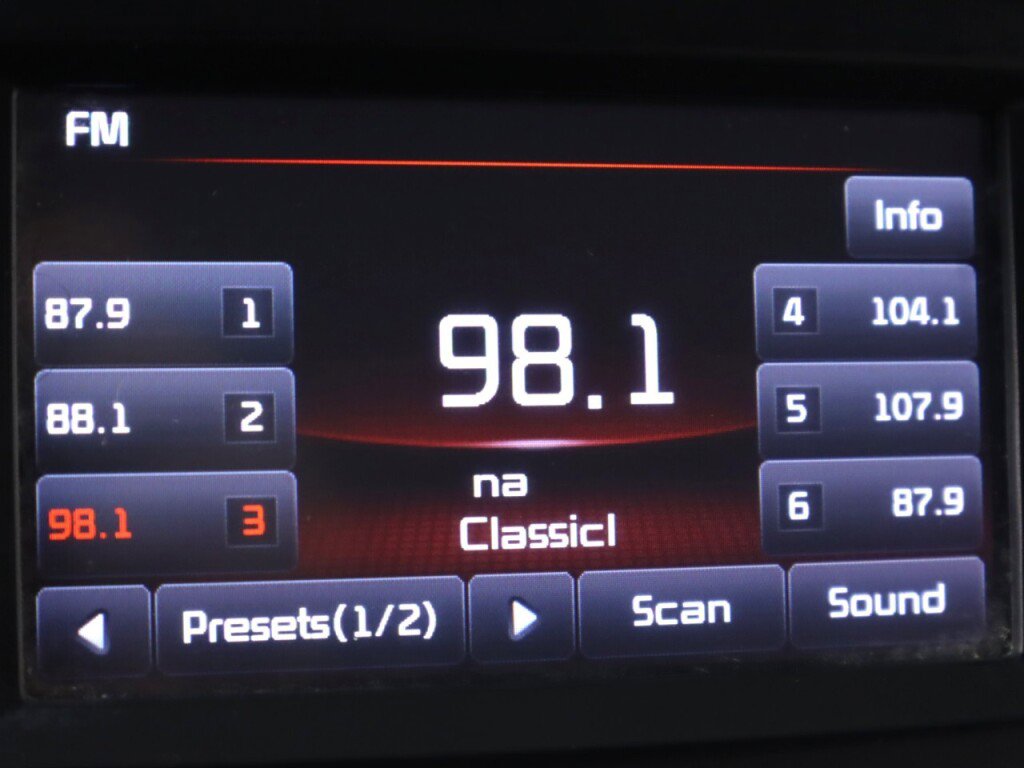 FM
Info
87.9 1
88.1 2
98.1 3
98.1
na
Classicl
4 104.1
5 107.9
6 87.9
Presets(1/2)
Scan
Sound